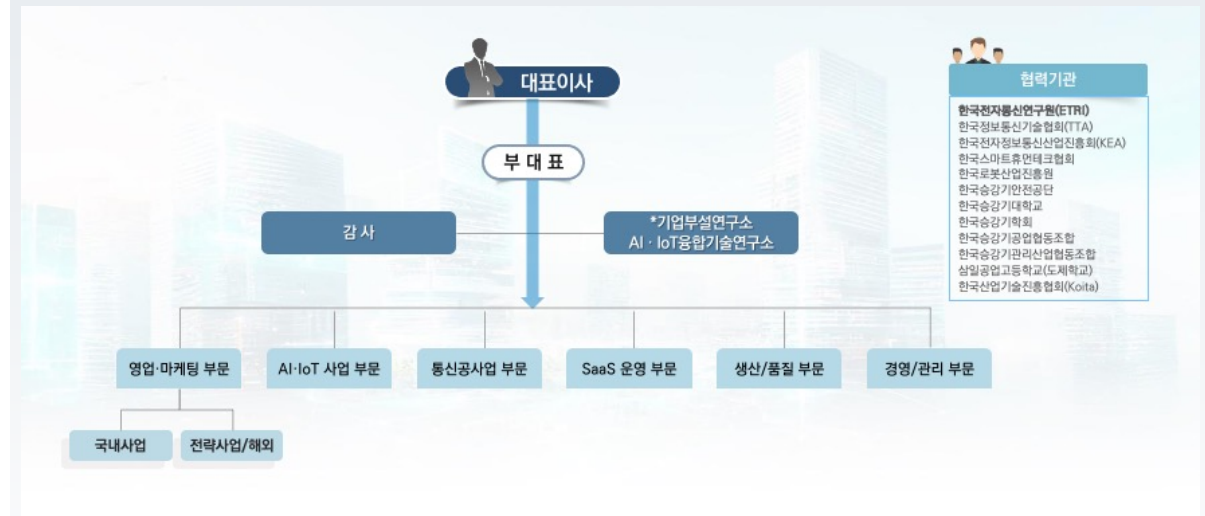 대표이사
부 대 표
감 사
*기업부설연구소
AI · IoT융합기술연구소
영업·마케팅 부문
AI·IoT 사업 부문
통신공사업 부문
SaaS 운영 부문
생산/품질 부문
경영/관리 부문
국내사업
전략사업/해외
협력기관
한국전자통신연구원(ETRI)
한국정보통신기술협회(TTA)
한국전자정보통신산업진흥회(KEA)
한국스마트휴먼테크협회
한국로봇산업진흥원
한국승강기안전공단
한국승강기대학교
한국승강기학회
한국승강기공업협동조합
한국승강기관리산업협동조합
삼일공업고등학교(도제학교)
한국산업기술진흥협회(Koita)